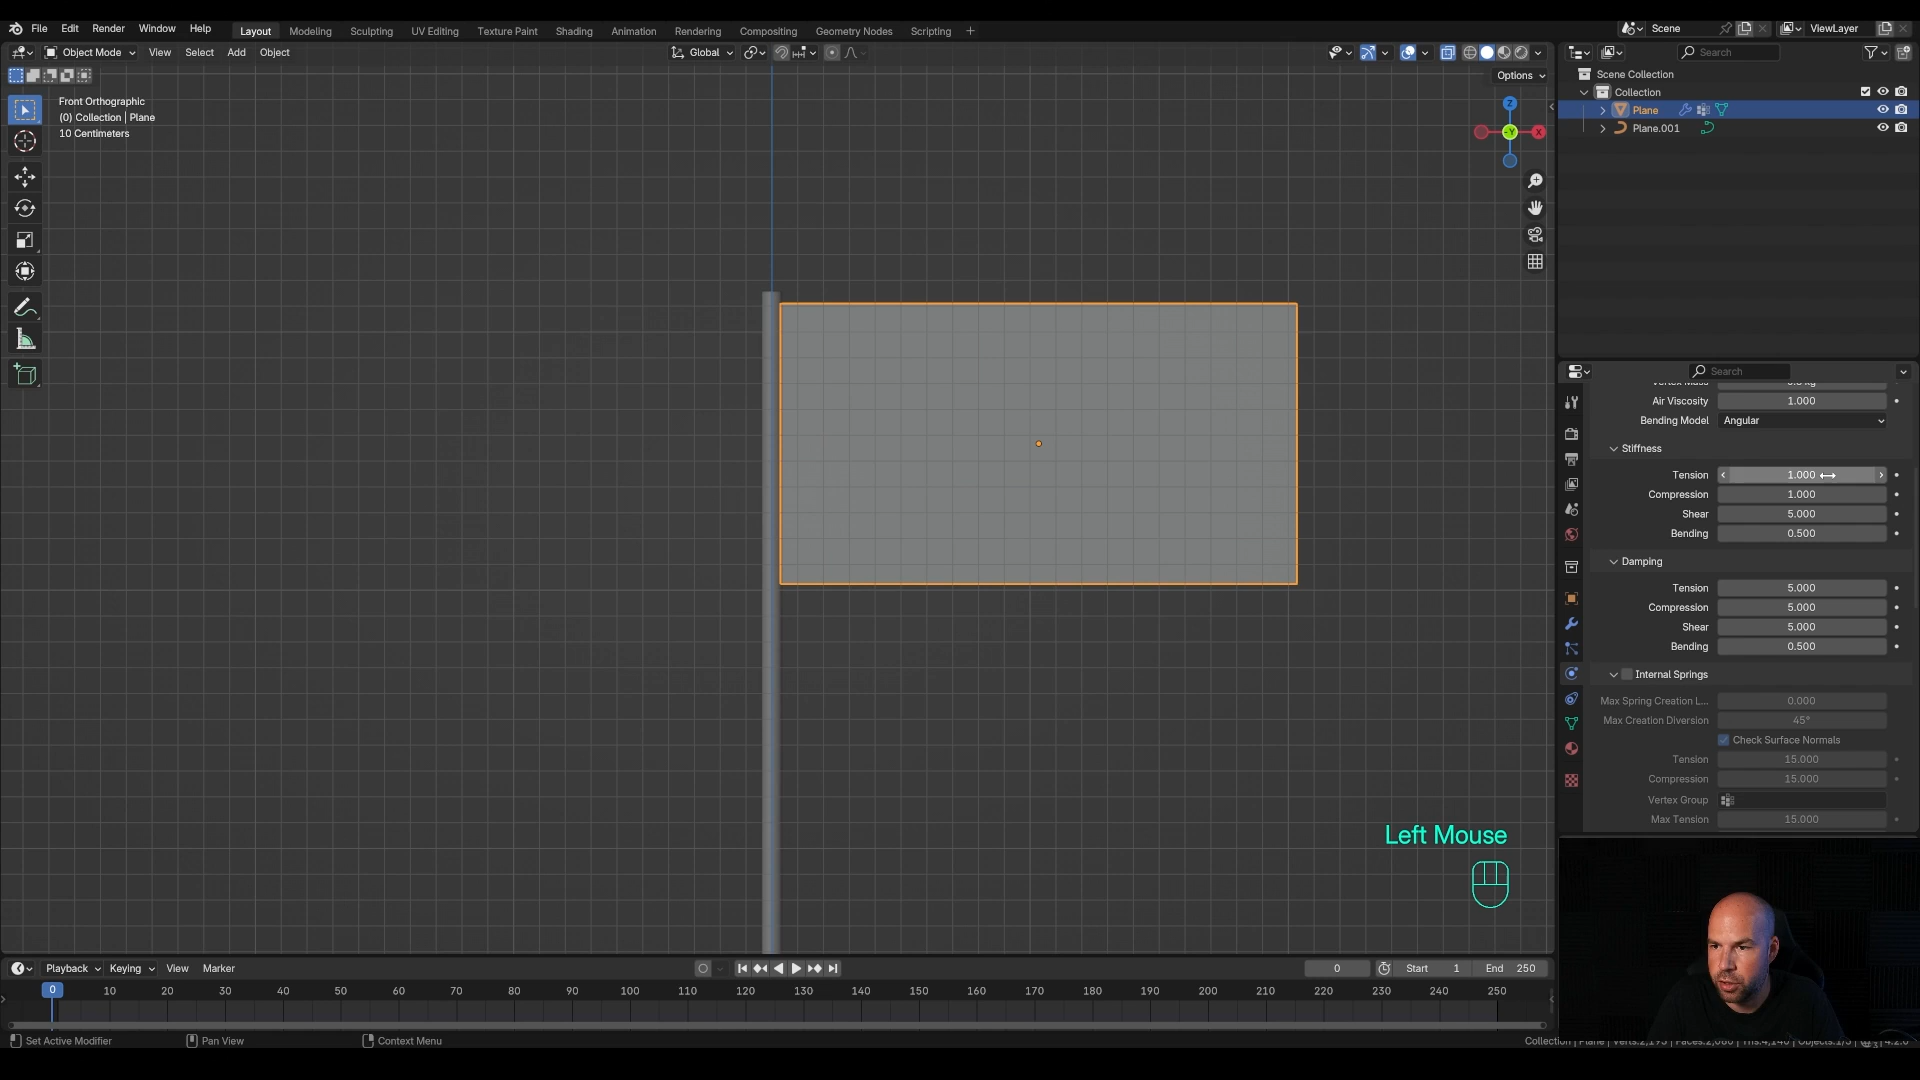 File Edit Render Window Help Layout Modeling Sculpting UV Editing Texture Paint Shading Animation Rendering Compositing Geometry Nodes Scripting + Scene ViewLayer
Object Mode View Select Add Object Global Search
Options
Front Orthographic
(0) Collection | Plane
10 Centimeters
Z
-Y
X
Scene Collection
Collection
Plane
Plane.001
Search
Air Viscosity 1.000
Bending Model Angular
Stiffness
Tension 1.000
Compression 1.000
Shear 5.000
Bending 0.500
Damping
Tension 5.000
Compression 5.000
Shear 5.000
Bending 0.500
Internal Springs
Max Spring Creation L... 0.000
Max Creation Diversion 45°
Check Surface Normals
Tension 15.000
Compression 15.000
Vertex Group
Max Tension 15.000
Left Mouse
Playback Keying View Marker 0 Start 1 End 250
0 10 20 30 40 50 60 70 80 90 100 110 120 130 140 150 160 170 180 190 200 210 220 230 240 250
Set Active Modifier Pan View Context Menu